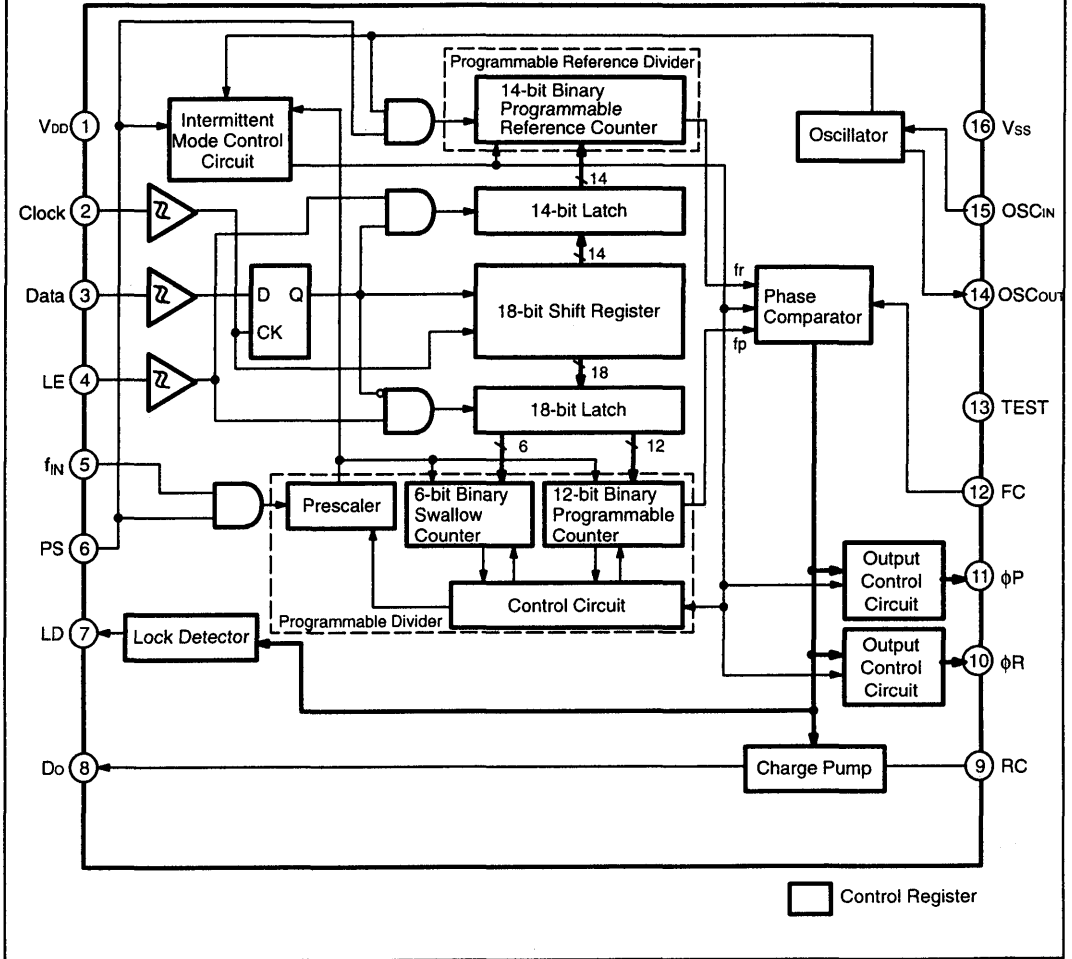 Programmable Reference Divider
14-bit Binary
Programmable
Reference Counter
Intermittent
Mode Control
Circuit
Oscillator
VDD 1
16 VSS
14
Clock 2
14-bit Latch
15 OSCIN
14
Data 3
D Q
CK
18-bit Shift Register
fr
Phase
Comparator
fp
14 OSCOUT
LE 4
18
18-bit Latch
13 TEST
6
12
fIN 5
Prescaler
6-bit Binary
Swallow
Counter
12-bit Binary
Programmable
Counter
12 FC
PS 6
Output
Control
Circuit
11 ϕP
Control Circuit
Programmable Divider
LD 7
Lock Detector
Output
Control
Circuit
10 ϕR
Do 8
Charge Pump
9 RC
Control Register